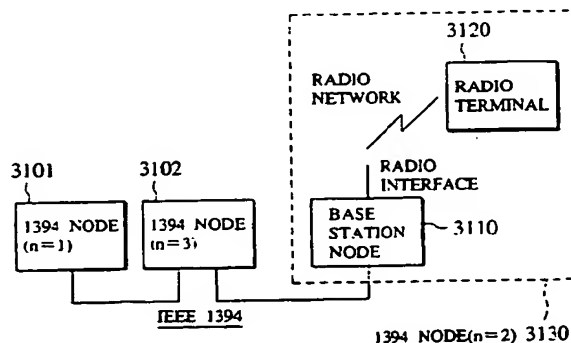 3120
RADIO
TERMINAL
RADIO
NETWORK
3101
3102
RADIO
INTERFACE
1394 NODE
(n=1)
1394 NODE
(n=3)
BASE
STATION
NODE
3110
IEEE 1394
1394 NODE(n=2) 3130